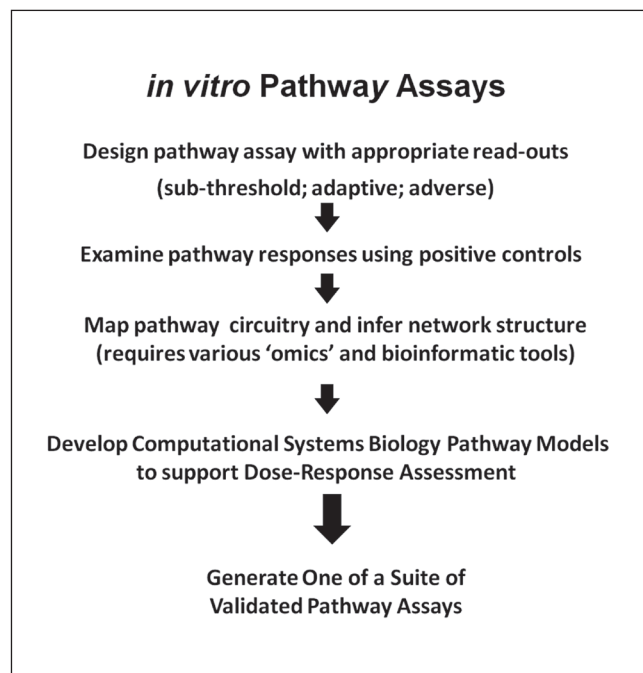 in vitro Pathway Assays
Design pathway assay with appropriate read-outs
(sub-threshold; adaptive; adverse)
Examine pathway responses using positive controls
Map pathway circuitry and infer network structure
(requires various ‘omics’ and bioinformatic tools)
Develop Computational Systems Biology Pathway Models
to support Dose-Response Assessment
Generate One of a Suite of
Validated Pathway Assays